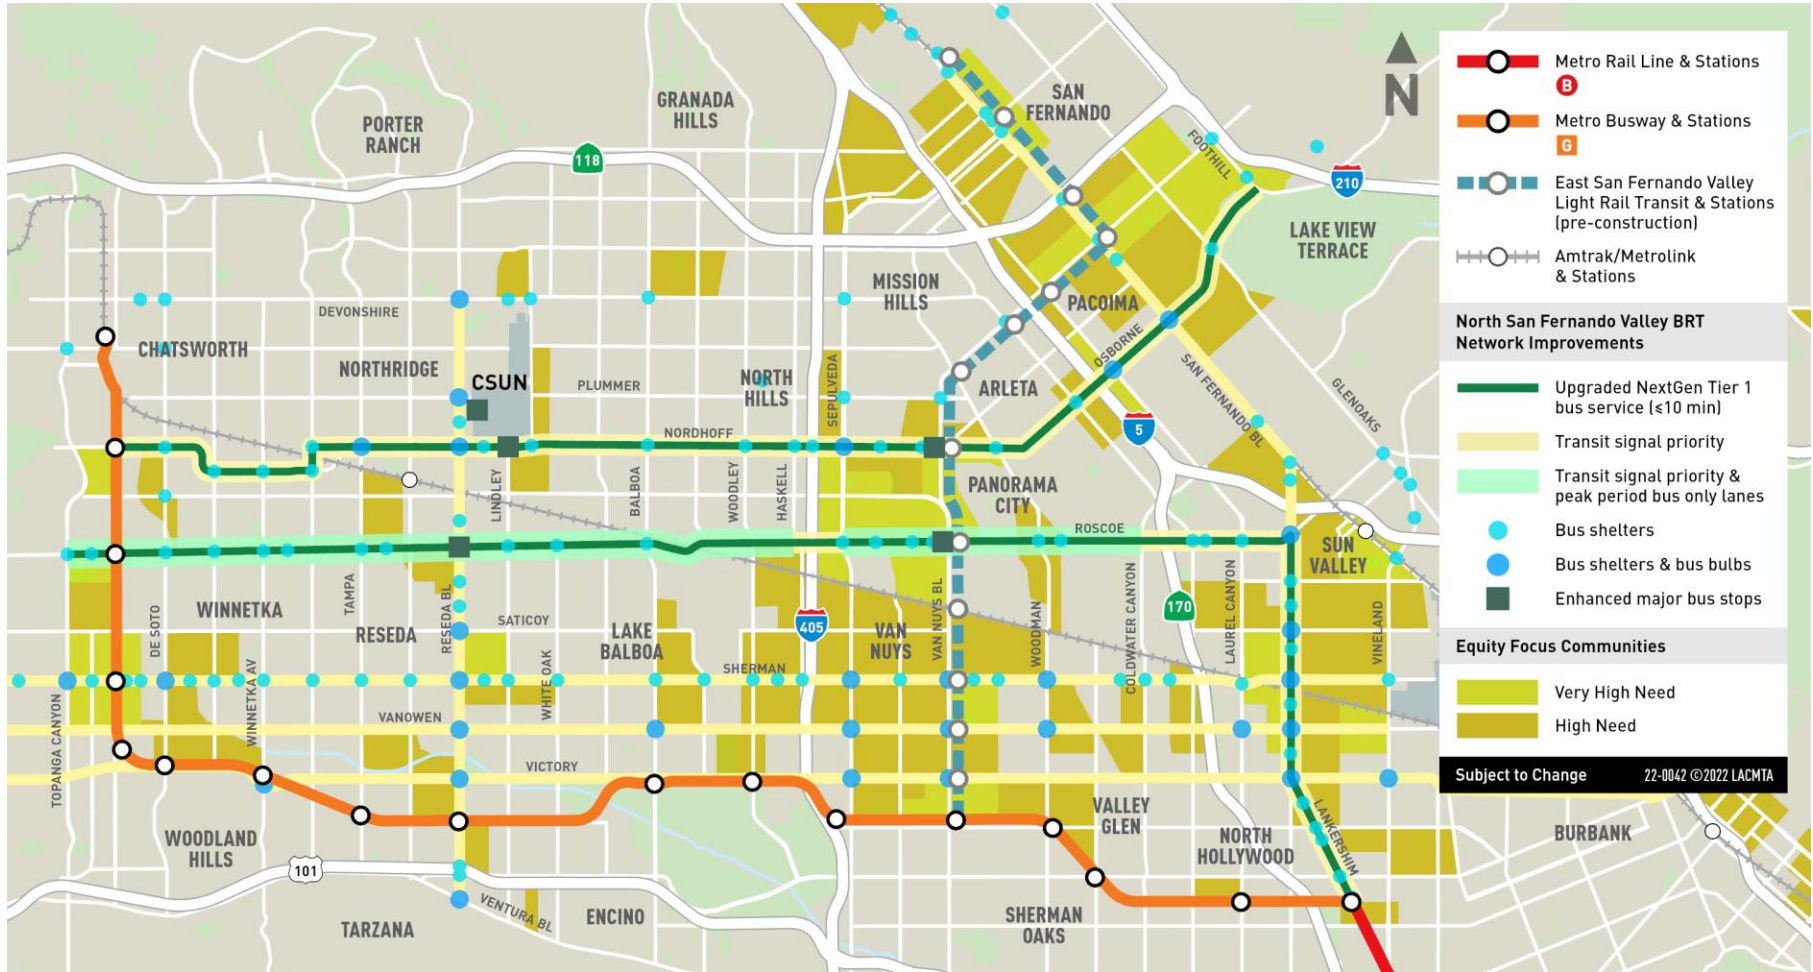 PORTER
RANCH
GRANADA
HILLS
118
SAN
FERNANDO
FOOTHILL
210
LAKE VIEW
TERRACE
N
MISSION
HILLS
PACOIMA
DEVONSHIRE
CHATSWORTH
NORTHRIDGE
CSUN
PLUMMER
NORTH
HILLS
SEPULVEDA
ARLETA
OSBORNE
SAN FERNANDO BL
GLENOAKS
5
NORDHOFF
LINDLEY
BALBOA
WOODLEY
HASKELL
PANORAMA
CITY
ROSCOE
SUN
VALLEY
WINNETKA
DE SOTO
TAMPA
RESEDA
RESEDA BL
SATICOY
LAKE
BALBOA
405
VAN
NUYS
VAN NUYS BL
WOODMAN
COLDWATER CANYON
170
LAUREL CANYON
VINELAND
SHERMAN
WHITE OAK
WINNETKA AV
TOPANGA CANYON
VANOWEN
VICTORY
WOODLAND
HILLS
101
TARZANA
VENTURA BL
ENCINO
VALLEY
GLEN
NORTH
HOLLYWOOD
LANKERSHIM
SHERMAN
OAKS
BURBANK
Metro Rail Line & Stations
B
Metro Busway & Stations
G
East San Fernando Valley
Light Rail Transit & Stations
(pre-construction)
Amtrak/Metrolink
& Stations
North San Fernando Valley BRT
Network Improvements
Upgraded NextGen Tier 1
bus service (≤10 min)
Transit signal priority
Transit signal priority &
peak period bus only lanes
Bus shelters
Bus shelters & bus bulbs
Enhanced major bus stops
Equity Focus Communities
Very High Need
High Need
Subject to Change 22-0042 ©2022 LACMTA